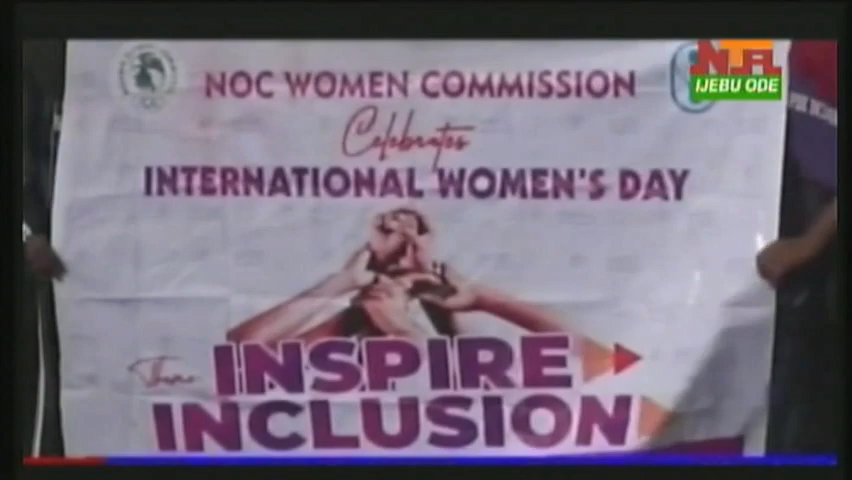 NTA
IJEBU ODE
NOC WOMEN COMMISSION
Celebrates
INTERNATIONAL WOMEN'S DAY
Theme
INSPIRE
INCLUSION